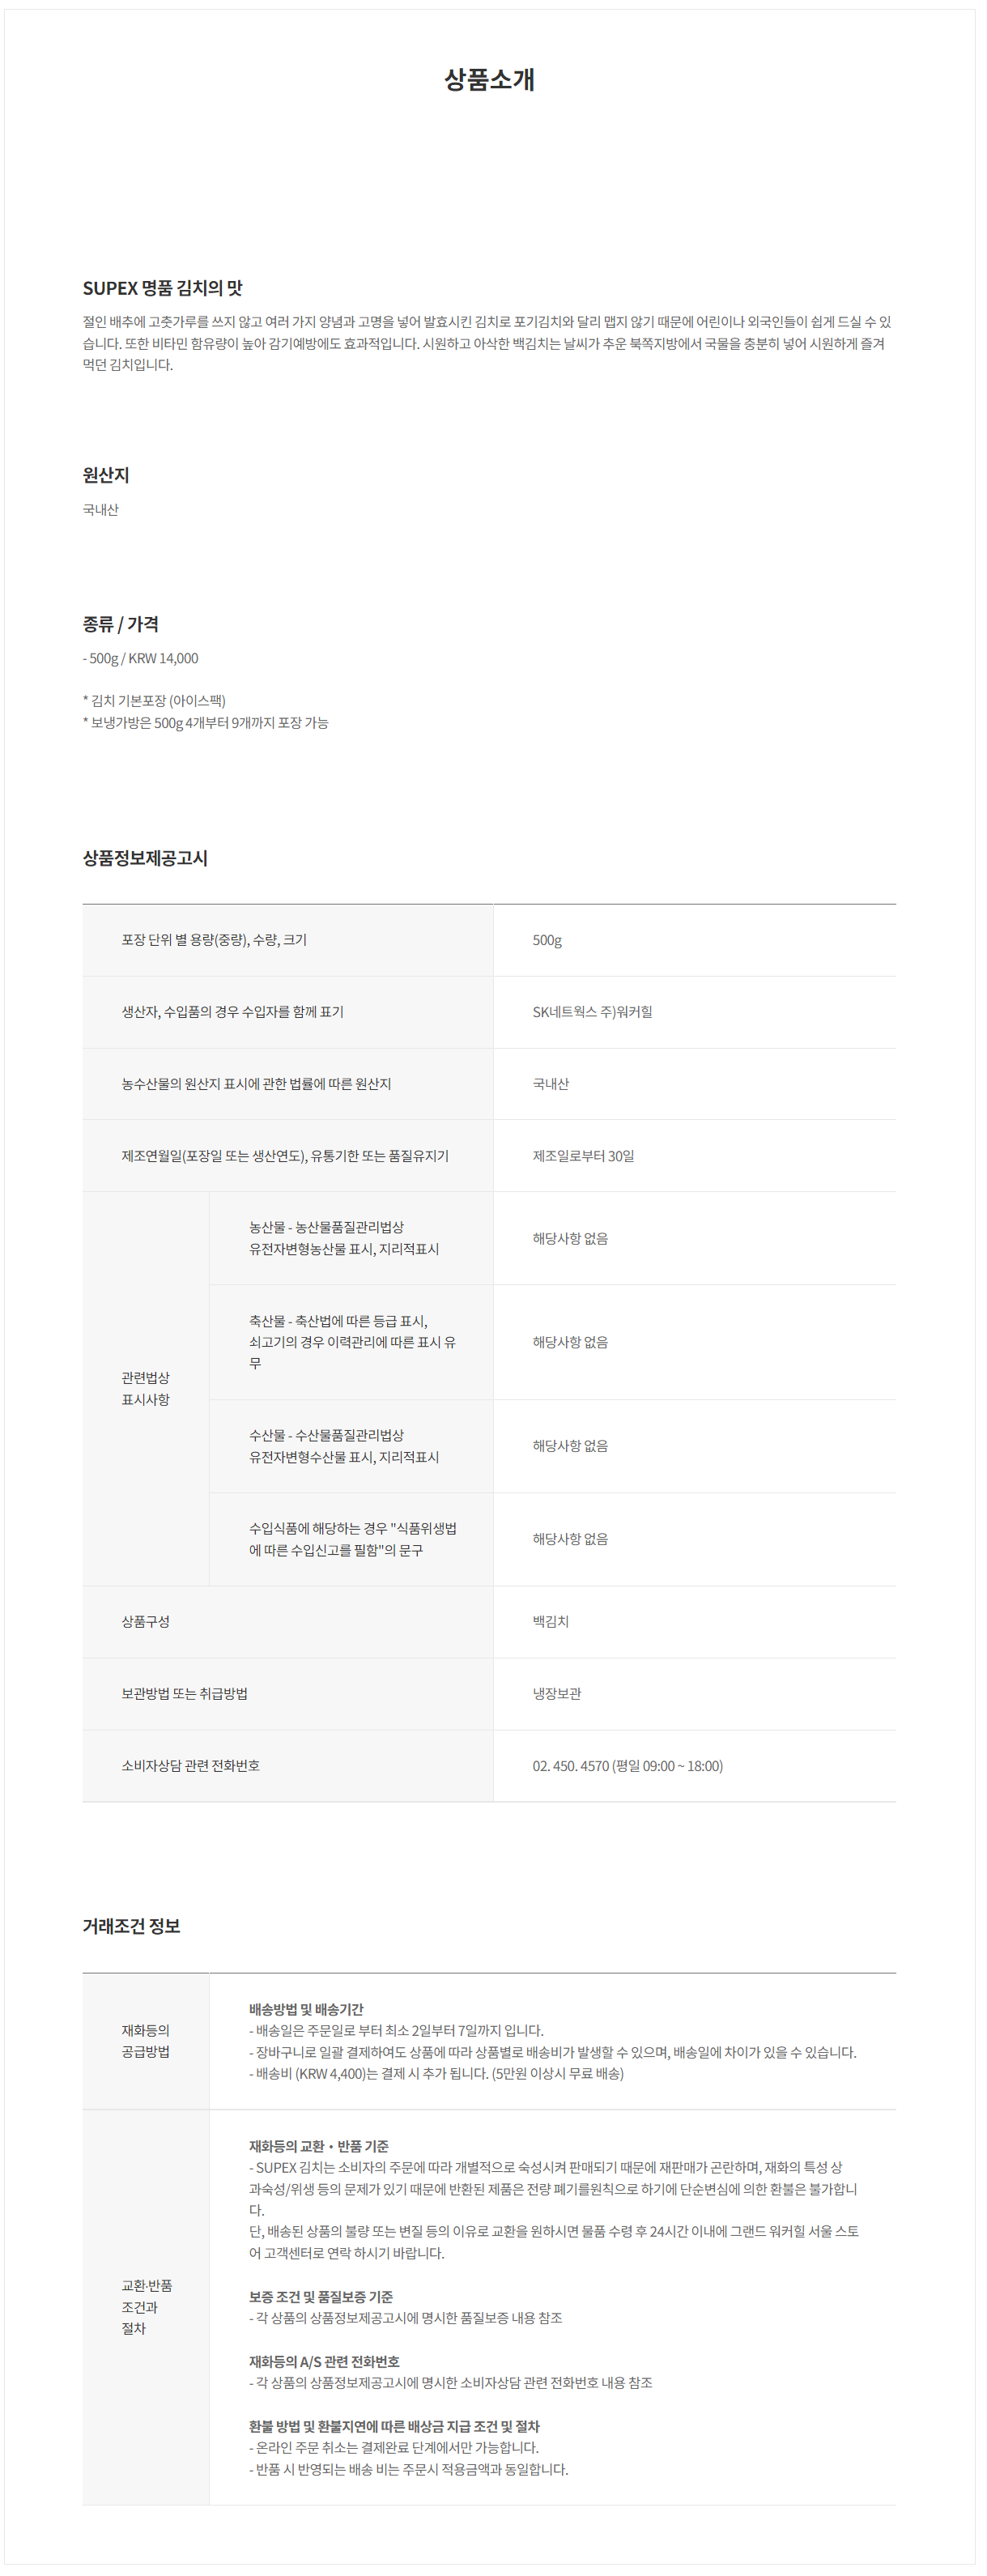 상품소개
SUPEX 명품 김치의 맛
절인 배추에 고춧가루를 쓰지 않고 여러 가지 양념과 고명을 넣어 발효시킨 김치로 포기김치와 달리 맵지 않기 때문에 어린이나 외국인들이 쉽게 드실 수 있
습니다. 또한 비타민 함유량이 높아 감기예방에도 효과적입니다. 시원하고 아삭한 백김치는 날씨가 추운 북쪽지방에서 국물을 충분히 넣어 시원하게 즐겨
먹던 김치입니다.
원산지
국내산
종류 / 가격
- 500g / KRW 14,000
* 김치 기본포장 (아이스팩)
* 보냉가방은 500g 4개부터 9개까지 포장 가능
상품정보제공고시
포장 단위 별 용량(중량), 수량, 크기
500g
생산자, 수입품의 경우 수입자를 함께 표기
SK네트웍스 주)워커힐
농수산물의 원산지 표시에 관한 법률에 따른 원산지
국내산
제조연월일(포장일 또는 생산연도), 유통기한 또는 품질유지기
제조일로부터 30일
관련법상
표시사항
농산물 - 농산물품질관리법상
유전자변형농산물 표시, 지리적표시
해당사항 없음
축산물 - 축산법에 따른 등급 표시,
쇠고기의 경우 이력관리에 따른 표시 유
무
해당사항 없음
수산물 - 수산물품질관리법상
유전자변형수산물 표시, 지리적표시
해당사항 없음
수입식품에 해당하는 경우 "식품위생법
에 따른 수입신고를 필함"의 문구
해당사항 없음
상품구성
백김치
보관방법 또는 취급방법
냉장보관
소비자상담 관련 전화번호
02. 450. 4570 (평일 09:00 ~ 18:00)
거래조건 정보
재화등의
공급방법
배송방법 및 배송기간
- 배송일은 주문일로 부터 최소 2일부터 7일까지 입니다.
- 장바구니로 일괄 결제하여도 상품에 따라 상품별로 배송비가 발생할 수 있으며, 배송일에 차이가 있을 수 있습니다.
- 배송비 (KRW 4,400)는 결제 시 추가 됩니다. (5만원 이상시 무료 배송)
교환·반품
조건과
절차
재화등의 교환・반품 기준
- SUPEX 김치는 소비자의 주문에 따라 개별적으로 숙성시켜 판매되기 때문에 재판매가 곤란하며, 재화의 특성 상
과숙성/위생 등의 문제가 있기 때문에 반환된 제품은 전량 폐기를원칙으로 하기에 단순변심에 의한 환불은 불가합니
다.
단, 배송된 상품의 불량 또는 변질 등의 이유로 교환을 원하시면 물품 수령 후 24시간 이내에 그랜드 워커힐 서울 스토
어 고객센터로 연락 하시기 바랍니다.
보증 조건 및 품질보증 기준
- 각 상품의 상품정보제공고시에 명시한 품질보증 내용 참조
재화등의 A/S 관련 전화번호
- 각 상품의 상품정보제공고시에 명시한 소비자상담 관련 전화번호 내용 참조
환불 방법 및 환불지연에 따른 배상금 지급 조건 및 절차
- 온라인 주문 취소는 결제완료 단계에서만 가능합니다.
- 반품 시 반영되는 배송 비는 주문시 적용금액과 동일합니다.